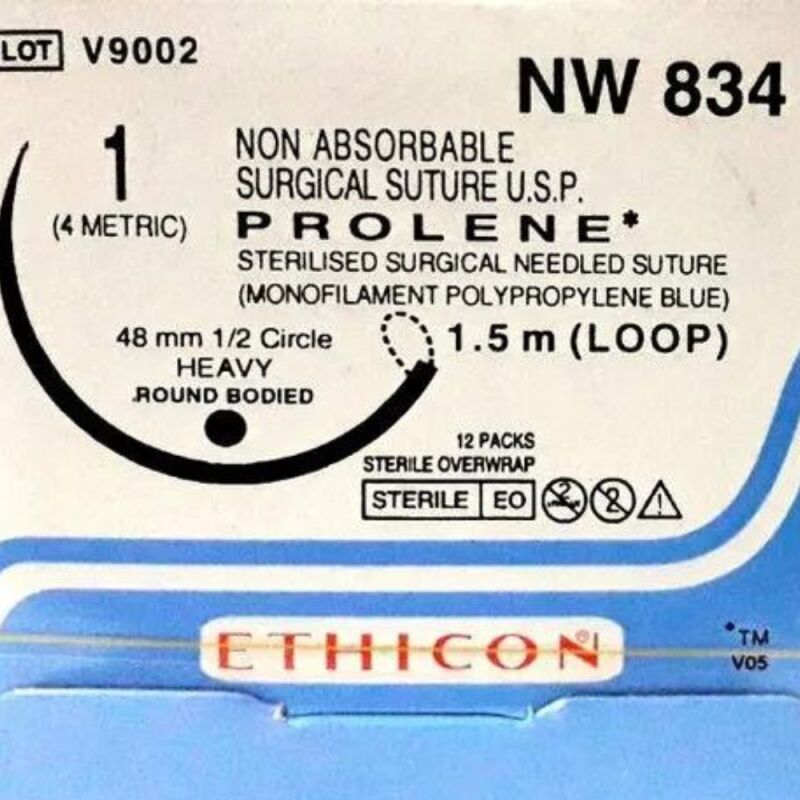 LOT V9002
NW 834
1
(4 METRIC)
NON ABSORBABLE
SURGICAL SUTURE U.S.P.
PROLENE*
STERILISED SURGICAL NEEDLED SUTURE
(MONOFILAMENT POLYPROPYLENE BLUE)
48 mm 1/2 Circle
HEAVY
ROUND BODIED
1.5 m (LOOP)
12 PACKS
STERILE OVERWRAP
STERILE EO
2 2
ETHICON®
*TM
V05